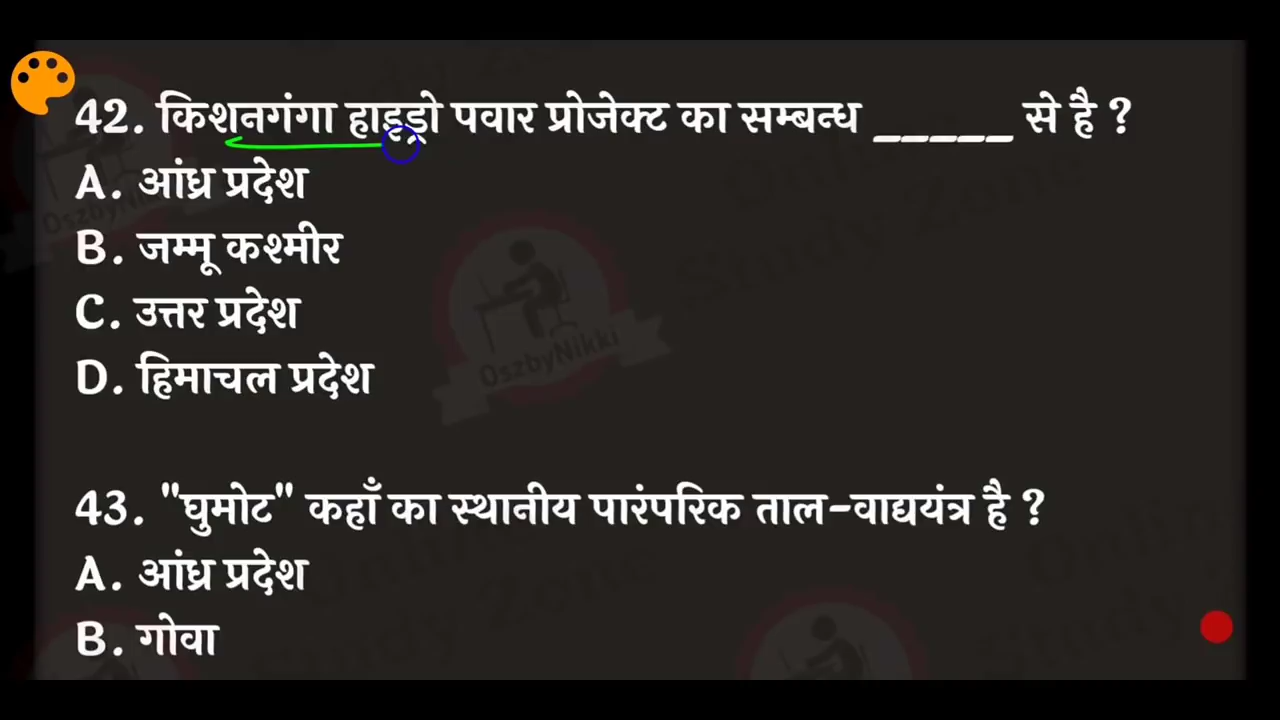 42. किशनगंगा हाइड्रो पवार प्रोजेक्ट का सम्बन्ध _____ से है ?
A. आंध्र प्रदेश
B. जम्मू कश्मीर
C. उत्तर प्रदेश
D. हिमाचल प्रदेश
OszbyNikki
43. "घुमोट" कहाँ का स्थानीय पारंपरिक ताल-वाद्ययंत्र है ?
A. आंध्र प्रदेश
B. गोवा